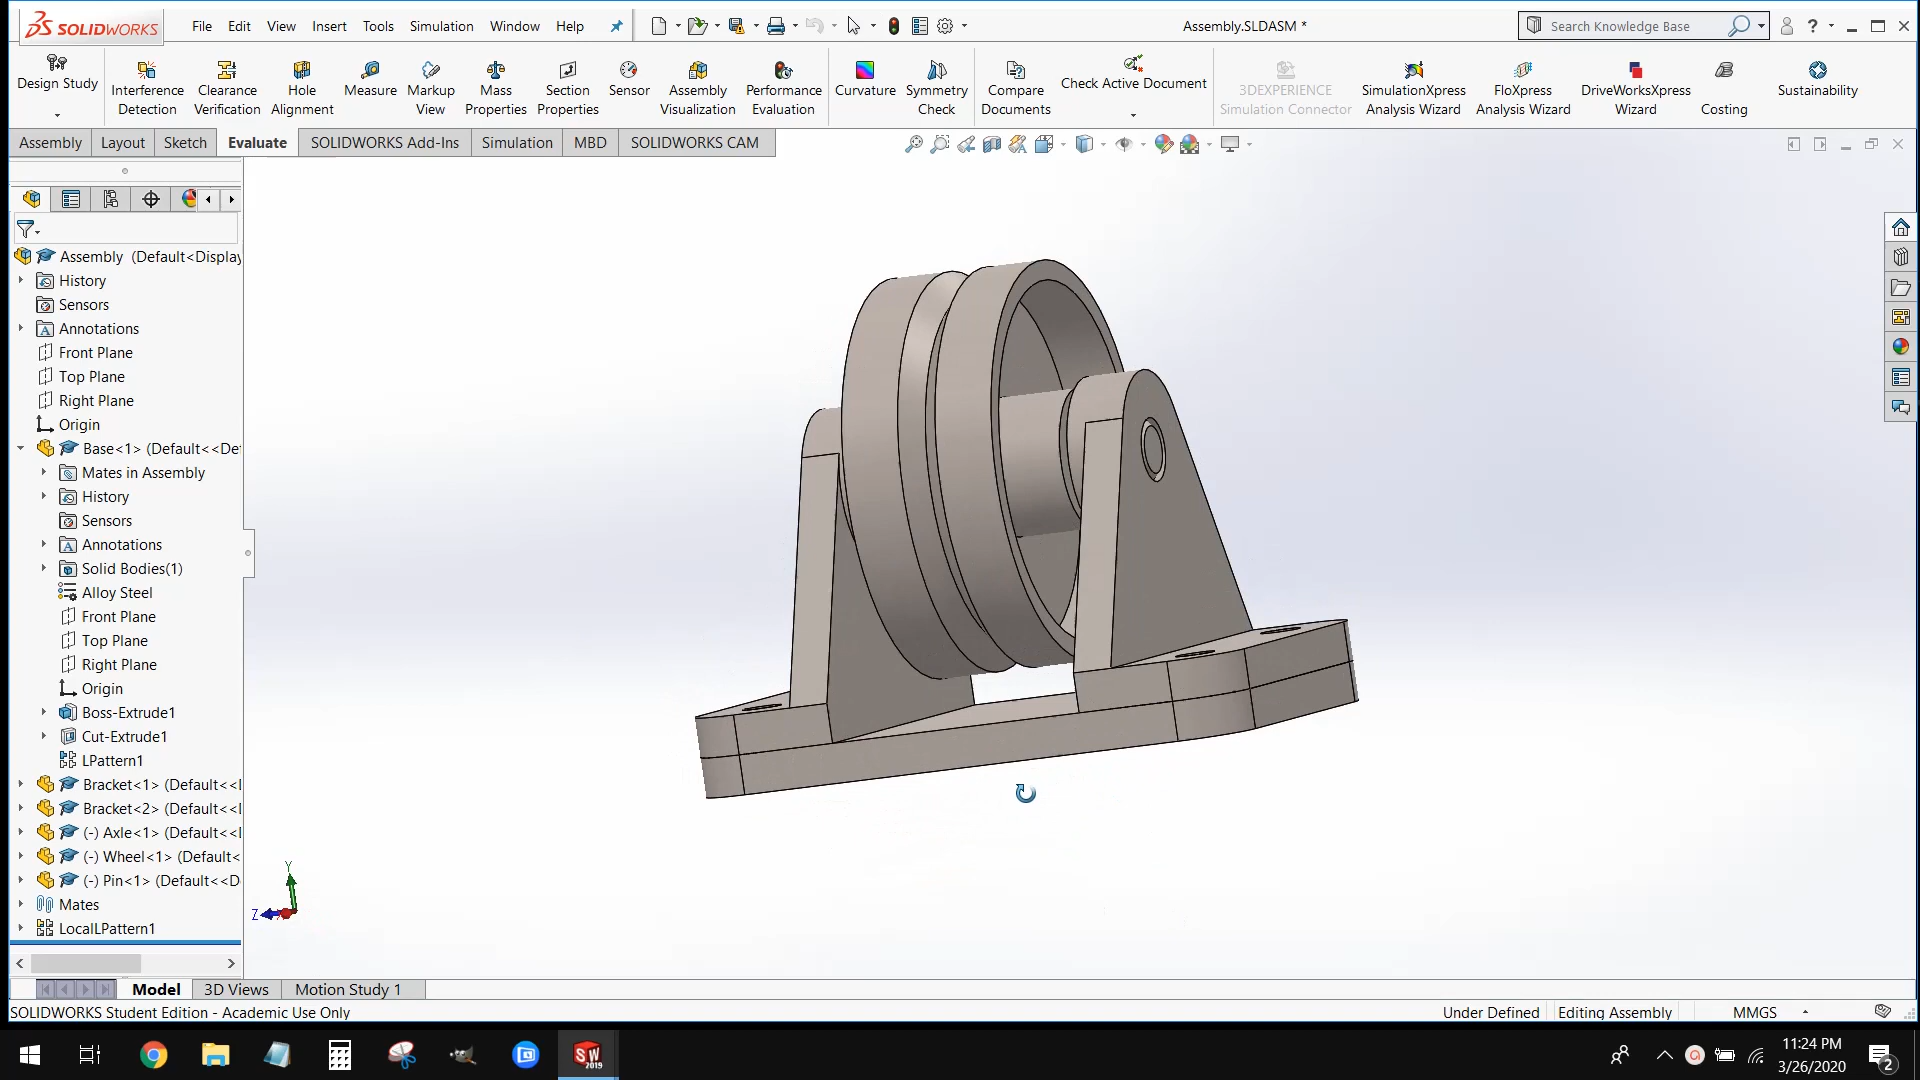 SOLIDWORKS
File Edit View Insert Tools Simulation Window Help
Assembly.SLDASM *
Search Knowledge Base
?
Design Study
Interference Detection
Clearance Verification
Hole Alignment
Measure
Markup View
Mass Properties
Section Properties
Sensor
Assembly Visualization
Performance Evaluation
Curvature
Symmetry Check
Compare Documents
Check Active Document
3DEXPERIENCE Simulation Connector
SimulationXpress Analysis Wizard
FloXpress Analysis Wizard
DriveWorksXpress Wizard
Costing
Sustainability
Assembly Layout Sketch Evaluate SOLIDWORKS Add-Ins Simulation MBD SOLIDWORKS CAM
Assembly (Default<Display
History
Sensors
Annotations
Front Plane
Top Plane
Right Plane
Origin
Base<1> (Default<<De
Mates in Assembly
History
Sensors
Annotations
Solid Bodies(1)
Alloy Steel
Front Plane
Top Plane
Right Plane
Origin
Boss-Extrude1
Cut-Extrude1
LPattern1
Bracket<1> (Default<<
Bracket<2> (Default<<
(-) Axle<1> (Default<<
(-) Wheel<1> (Default<
(-) Pin<1> (Default<<D
Mates
LocalLPattern1
Y
Z
Model 3D Views Motion Study 1
SOLIDWORKS Student Edition - Academic Use Only
Under Defined Editing Assembly MMGS
SW
2019
11:24 PM
3/26/2020
2